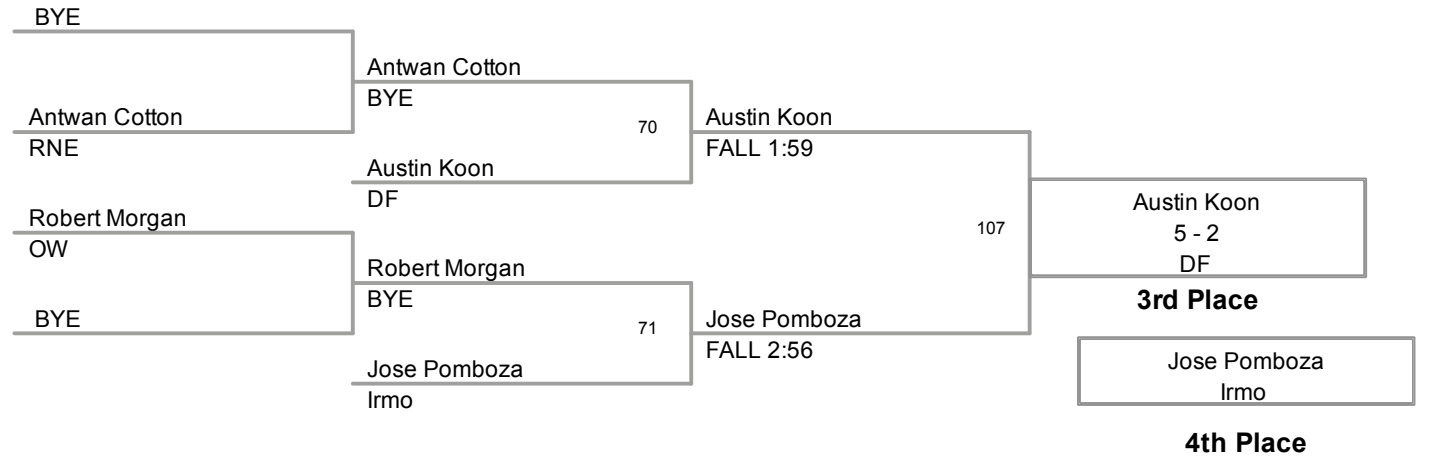 BYE
Antwan Cotton
BYE
Antwan Cotton
RNE
70
Austin Koon
FALL 1:59
Austin Koon
DF
Robert Morgan
OW
107
Austin Koon
5 - 2
DF
Robert Morgan
BYE
3rd Place
BYE
71
Jose Pomboza
FALL 2:56
Jose Pomboza
Irmo
Jose Pomboza
Irmo
4th Place